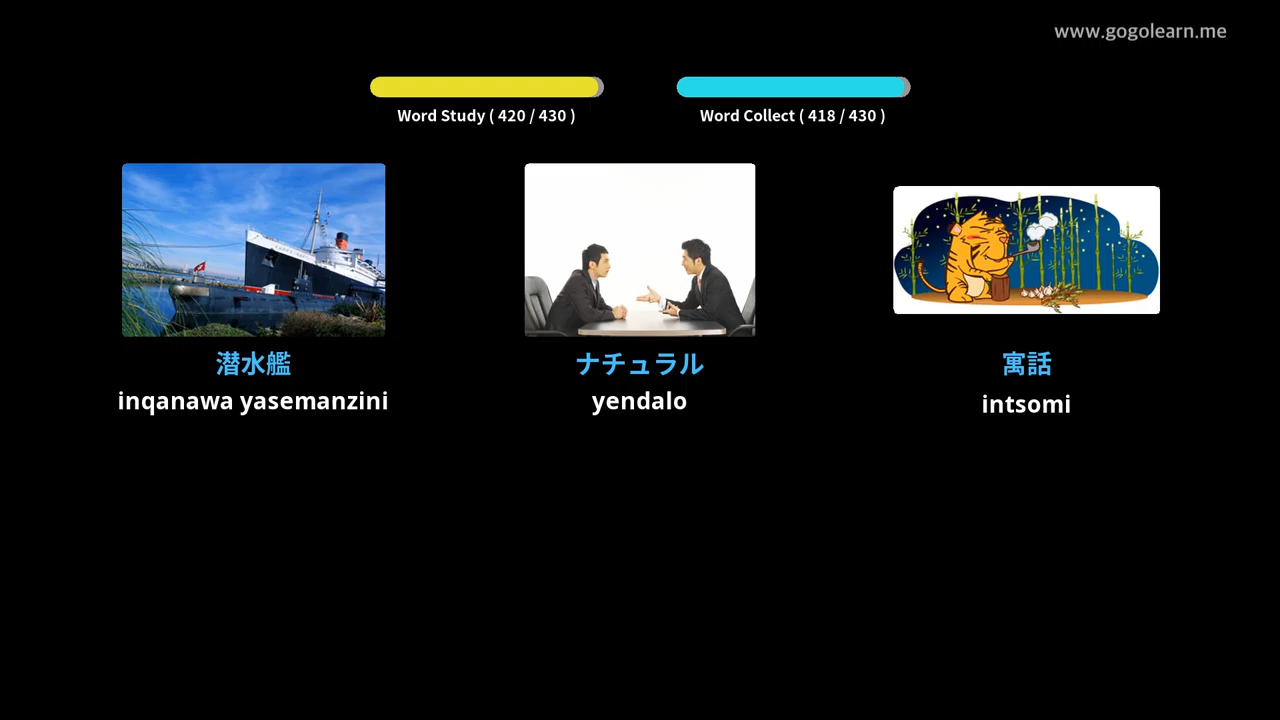 www.gogolearn.me
Word Study ( 420 / 430 )
Word Collect ( 418 / 430 )
潜水艦
inqanawa yasemanzini
ナチュラル
yendalo
寓話
intsomi